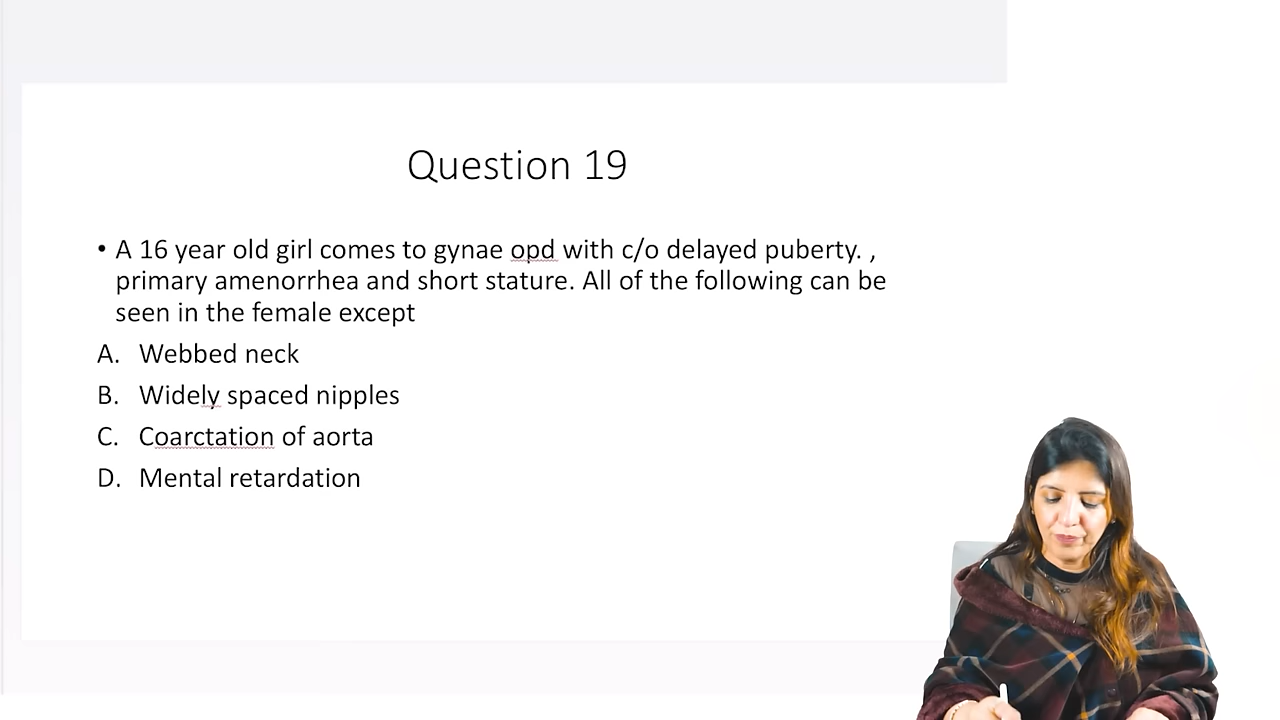 Question 19
• A 16 year old girl comes to gynae opd with c/o delayed puberty. ,
primary amenorrhea and short stature. All of the following can be
seen in the female except
A. Webbed neck
B. Widely spaced nipples
C. Coarctation of aorta
D. Mental retardation